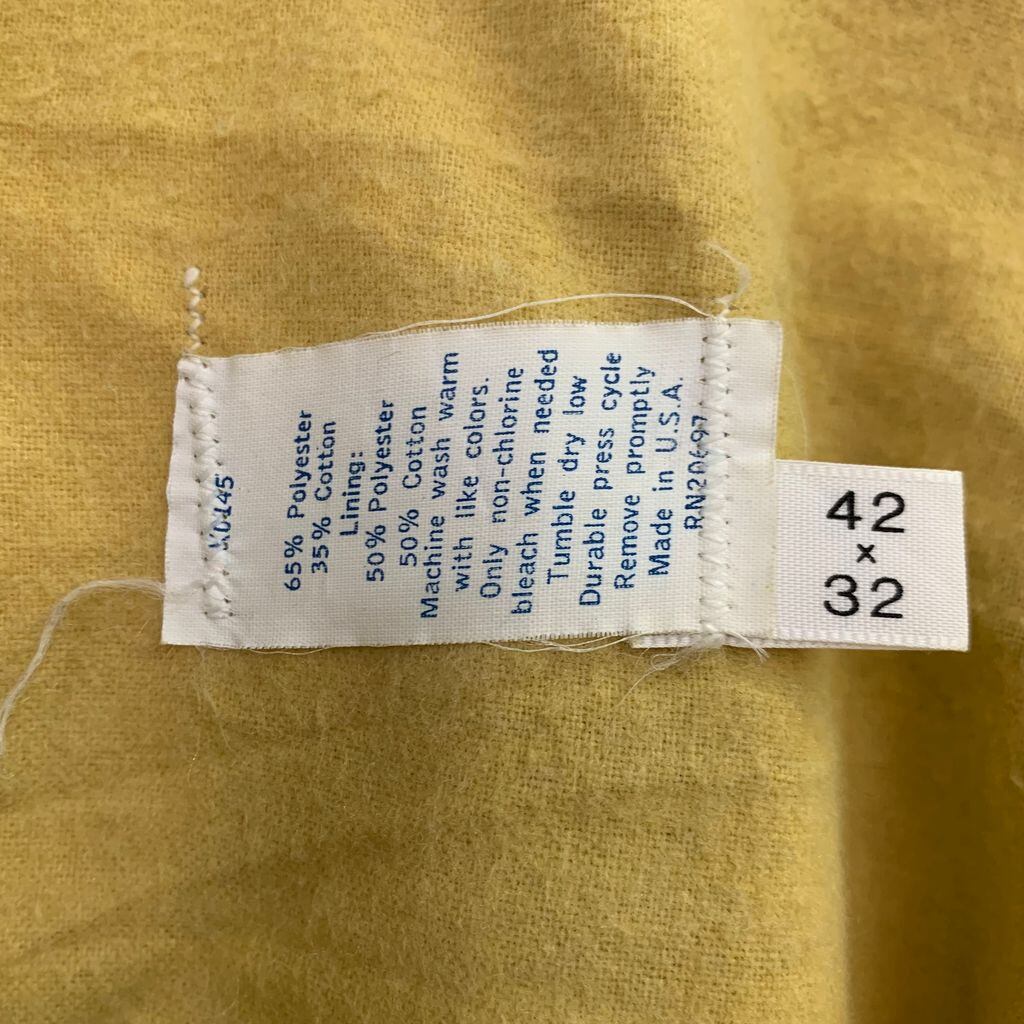 65% Polyester
35% Cotton
Lining:
50% Polyester
50% Cotton
Machine wash warm
with like colors.
Only non-chlorine
bleach when needed
Tumble dry low
Durable press cycle
Remove promptly
Made in U.S.A.
RN20697
42
x
32